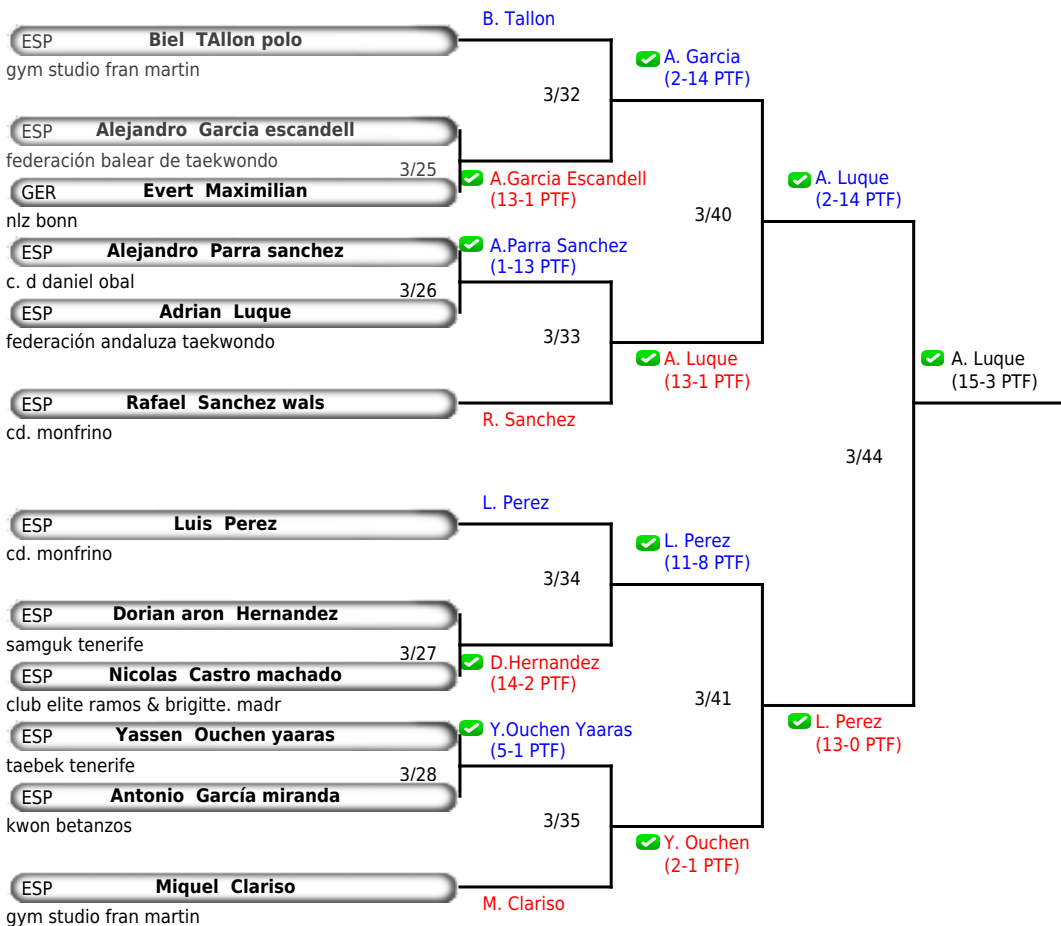 B. Tallon
ESP Biel TAllon polo
gym studio fran martin
A. Garcia
(2-14 PTF)
3/32
ESP Alejandro Garcia escandell
federación balear de taekwondo
3/25
A.Garcia Escandell
(13-1 PTF)
GER Evert Maximilian
nlz bonn
A. Luque
(2-14 PTF)
3/40
ESP Alejandro Parra sanchez
c. d daniel obal
A.Parra Sanchez
(1-13 PTF)
3/26
ESP Adrian Luque
federación andaluza taekwondo
3/33
A. Luque
(13-1 PTF)
A. Luque
(15-3 PTF)
ESP Rafael Sanchez wals
cd. monfrino
R. Sanchez
3/44
L. Perez
ESP Luis Perez
cd. monfrino
L. Perez
(11-8 PTF)
3/34
ESP Dorian aron Hernandez
samguk tenerife
3/27
D.Hernandez
(14-2 PTF)
ESP Nicolas Castro machado
club elite ramos & brigitte. madr
3/41
L. Perez
(13-0 PTF)
ESP Yassen Ouchen yaaras
taebek tenerife
Y.Ouchen Yaaras
(5-1 PTF)
3/28
ESP Antonio García miranda
kwon betanzos
3/35
Y. Ouchen
(2-1 PTF)
ESP Miquel Clariso
gym studio fran martin
M. Clariso